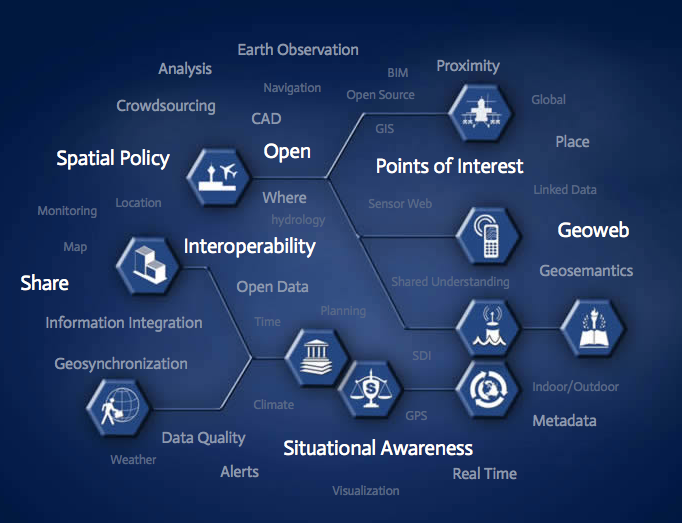 Earth Observation
Analysis
BIM
Proximity
Navigation
Open Source
Global
Crowdsourcing
CAD
GIS
Place
Spatial Policy
Open
Points of Interest
Where
Sensor Web
Linked Data
Location
Monitoring
hydrology
Geoweb
Map
Interoperability
Geosemantics
Share
Open Data
Shared Understanding
Information Integration
Time
Planning
Geosynchronization
SDI
Indoor/Outdoor
Climate
GPS
Metadata
Data Quality
Situational Awareness
Weather
Alerts
Real Time
Visualization
$